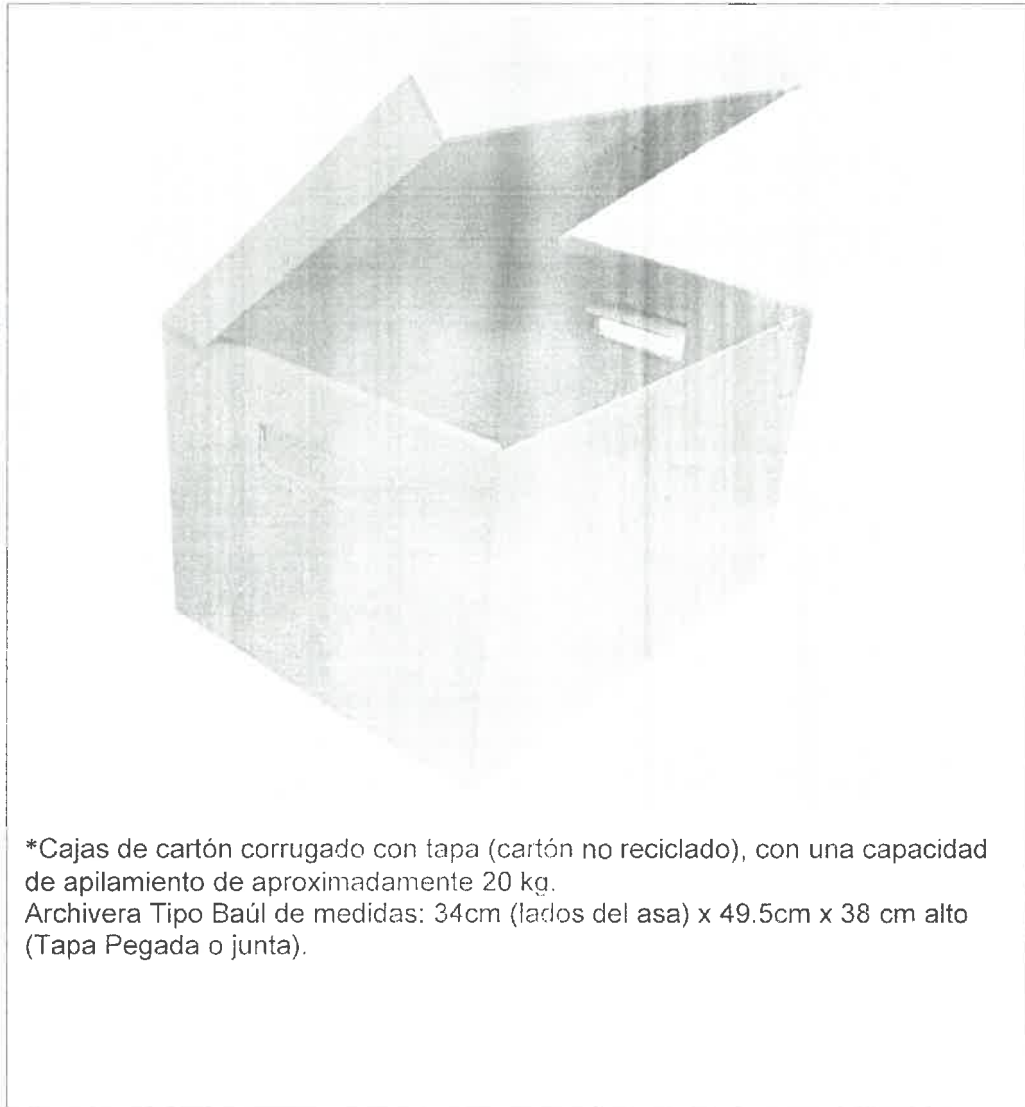 *Cajas de cartón corrugado con tapa (cartón no reciclado), con una capacidad
de apilamiento de aproximadamente 20 kg.
Archivera Tipo Baúl de medidas: 34cm (lados del asa) x 49.5cm x 38 cm alto
(Tapa Pegada o junta).